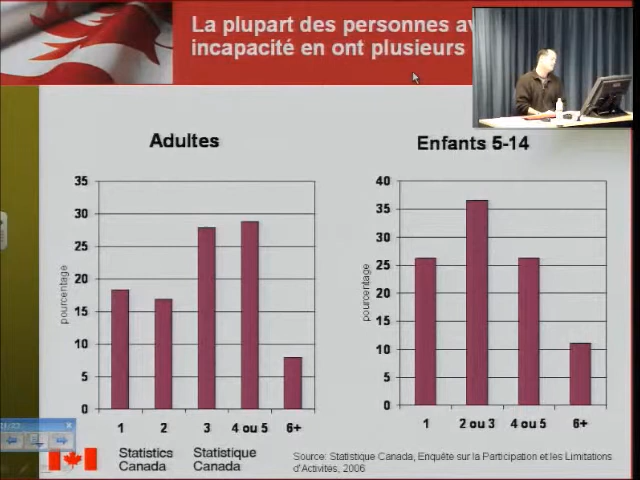 La plupart des personnes
incapacité en ont plusieurs
Adultes
Enfants 5-14
35
30
25
20
15
10
5
0
pourcentage
1
2
3
4 ou 5
6+
40
35
30
25
20
15
10
5
0
pourcentage
1
2 ou 3
4 ou 5
6+
Statistics
Canada
Statistique
Canada
Source: Statistique Canada, Enquête sur la Participation et les Limitations
d'Activités, 2006